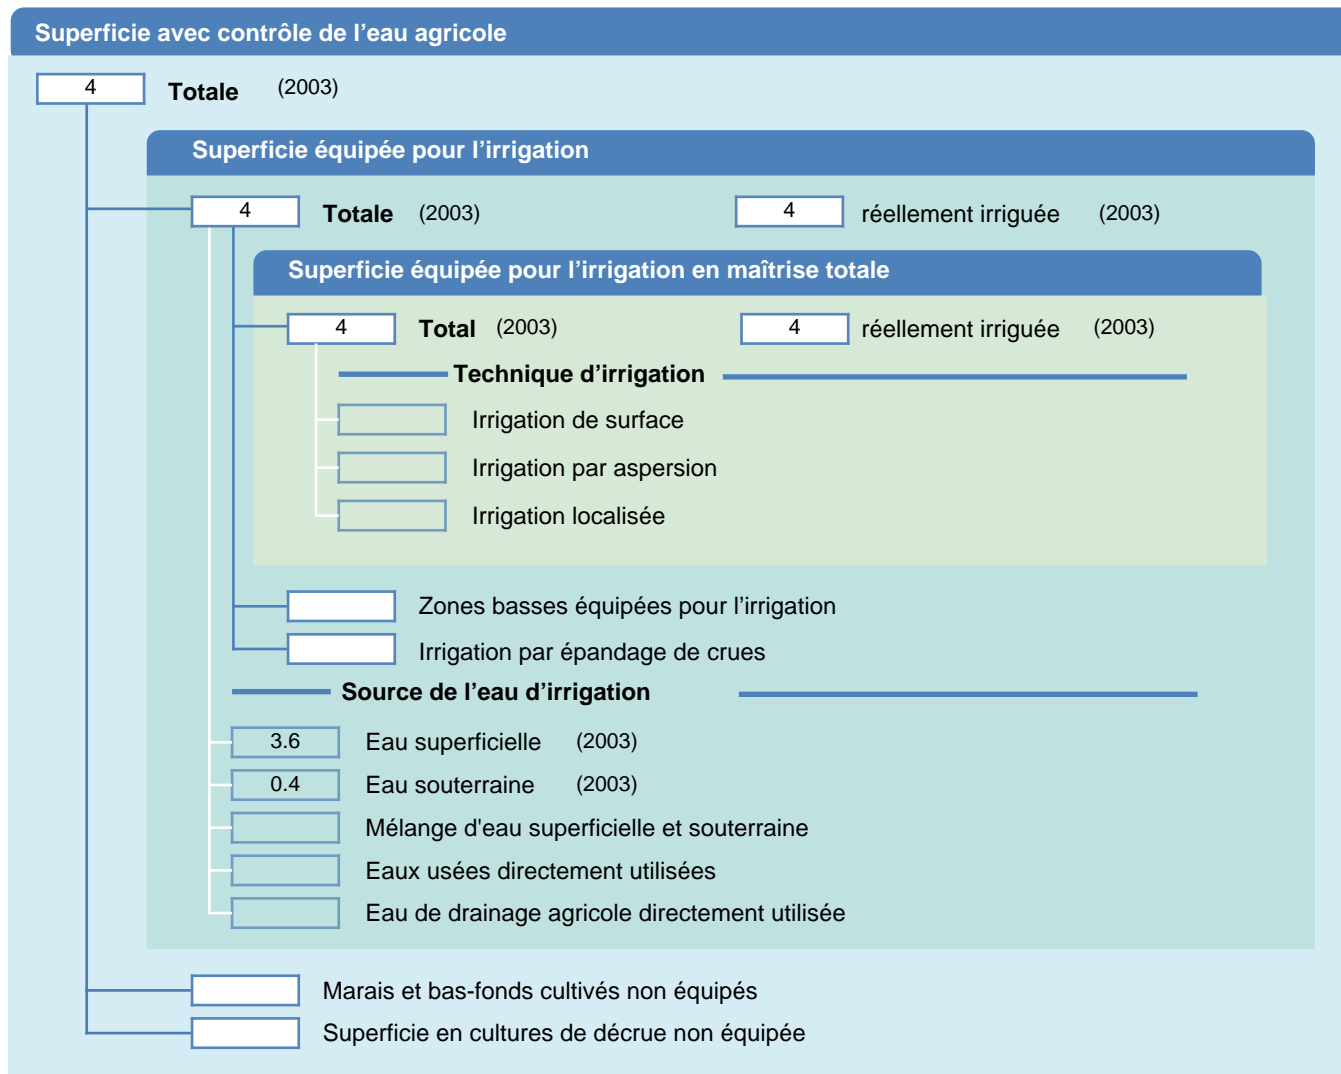 Superficie avec contrôle de l’eau agricole
4 Totale (2003)
Superficie équipée pour l’irrigation
4 Totale (2003) 4 réellement irriguée (2003)
Superficie équipée pour l’irrigation en maîtrise totale
4 Total (2003) 4 réellement irriguée (2003)
Technique d’irrigation
Irrigation de surface
Irrigation par aspersion
Irrigation localisée
Zones basses équipées pour l’irrigation
Irrigation par épandage de crues
Source de l’eau d’irrigation
3.6 Eau superficielle (2003)
0.4 Eau souterraine (2003)
Mélange d'eau superficielle et souterraine
Eaux usées directement utilisées
Eau de drainage agricole directement utilisée
Marais et bas-fonds cultivés non équipés
Superficie en cultures de décrue non équipée